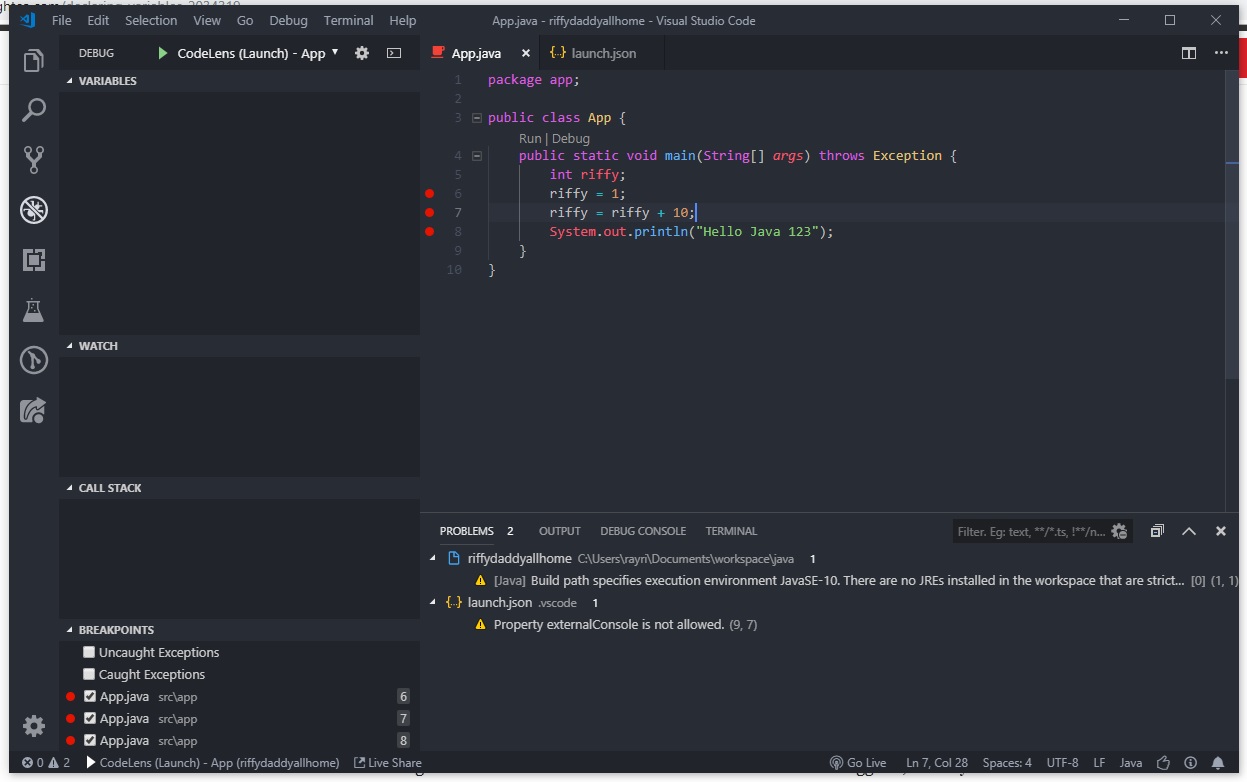 File Edit Selection View Go Debug Terminal Help App.java - riffydaddyallhome - Visual Studio Code
DEBUG CodeLens (Launch) - App
App.java launch.json
VARIABLES
WATCH
CALL STACK
BREAKPOINTS
Uncaught Exceptions
Caught Exceptions
App.java src\app 6
App.java src\app 7
App.java src\app 8
1 package app;
2
3 public class App {
Run | Debug
4 public static void main(String[] args) throws Exception {
5 int riffy;
6 riffy = 1;
7 riffy = riffy + 10;
8 System.out.println("Hello Java 123");
9 }
10 }
PROBLEMS 2 OUTPUT DEBUG CONSOLE TERMINAL Filter. Eg: text, **/*.ts, !**/n...
riffydaddyallhome C:\Users\rayri\Documents\workspace\java 1
[Java] Build path specifies execution environment JavaSE-10. There are no JREs installed in the workspace that are strict... [0] (1, 1)
launch.json .vscode 1
Property externalConsole is not allowed. (9, 7)
0 2 CodeLens (Launch) - App (riffydaddyallhome) Live Share Go Live Ln 7, Col 28 Spaces: 4 UTF-8 LF Java